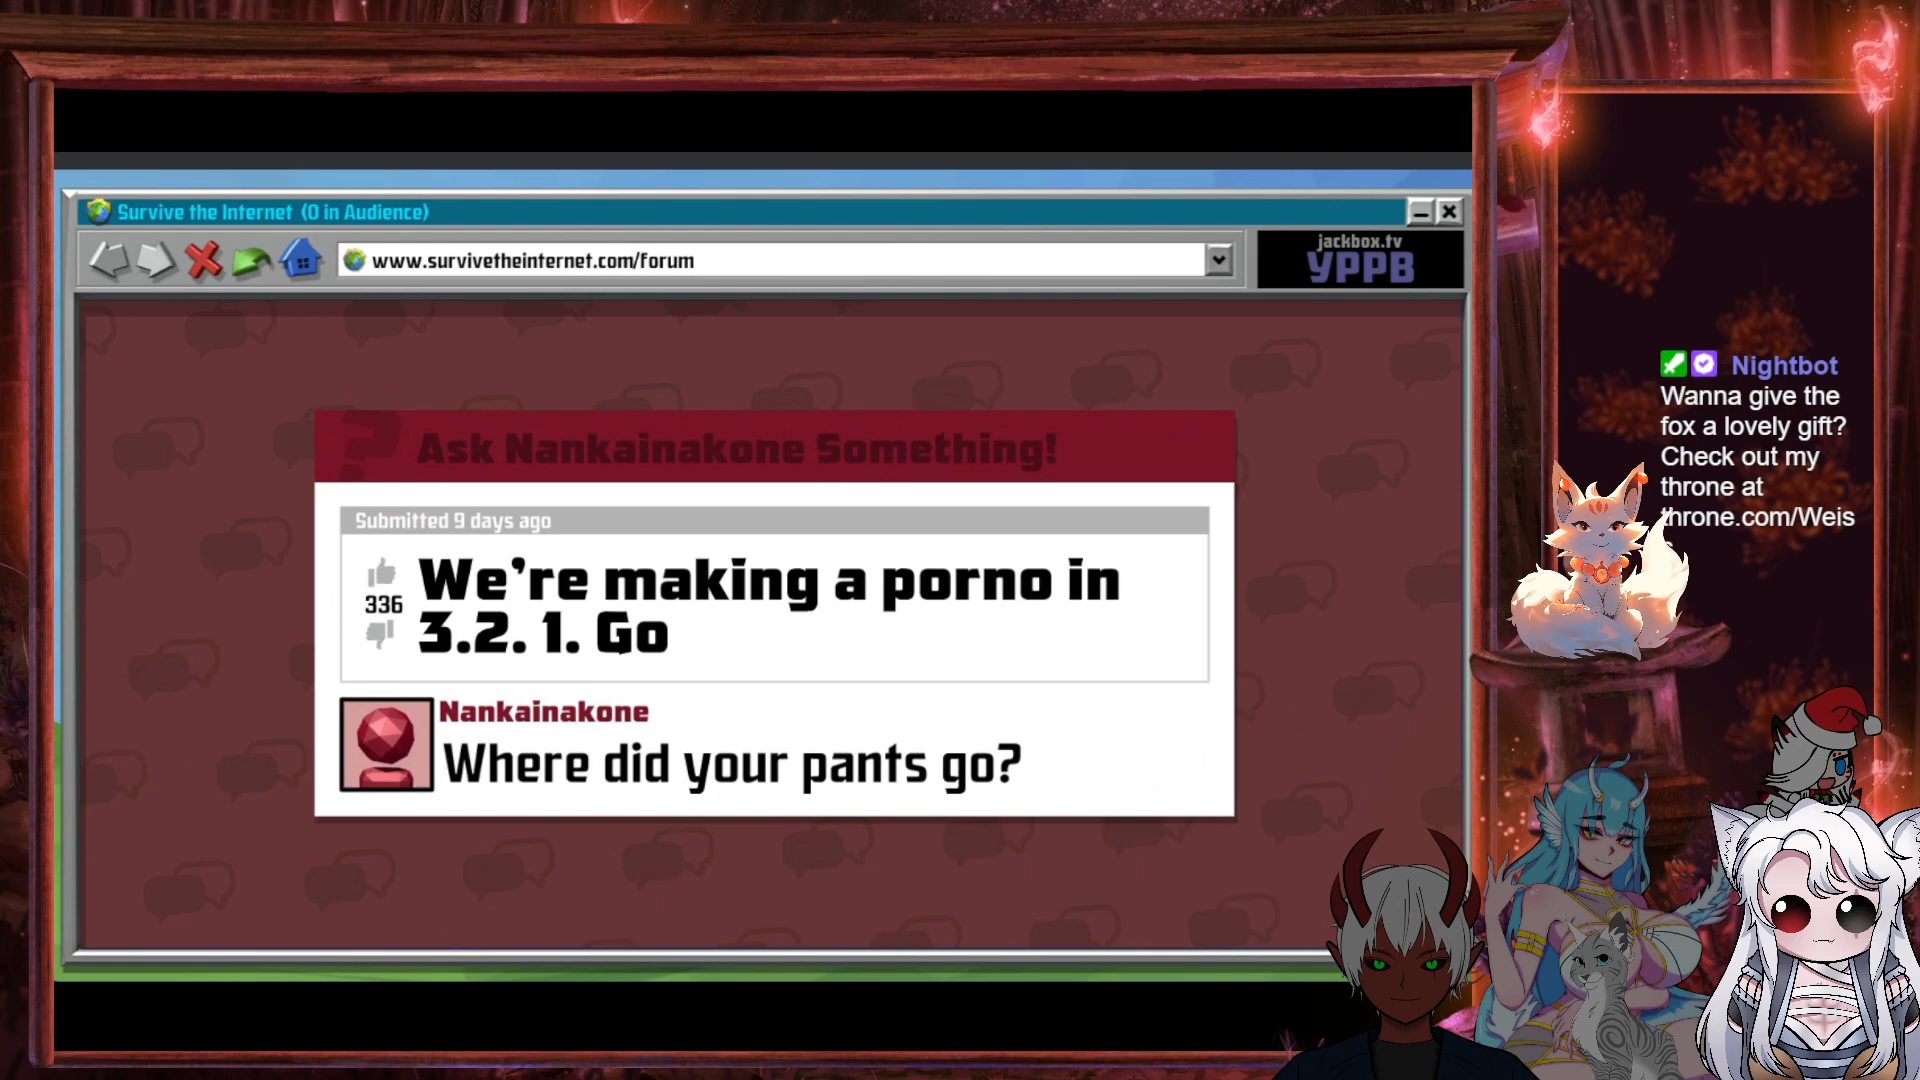 Survive the Internet (0 in Audience)
www.survivetheinternet.com/forum
jackbox.tv
YPPB
Ask Nankainakone Something!
Submitted 9 days ago
336
We're making a porno in
3.2. 1. Go
Nankainakone
Where did your pants go?
Nightbot
Wanna give the
fox a lovely gift?
Check out my
throne at
throne.com/Weis